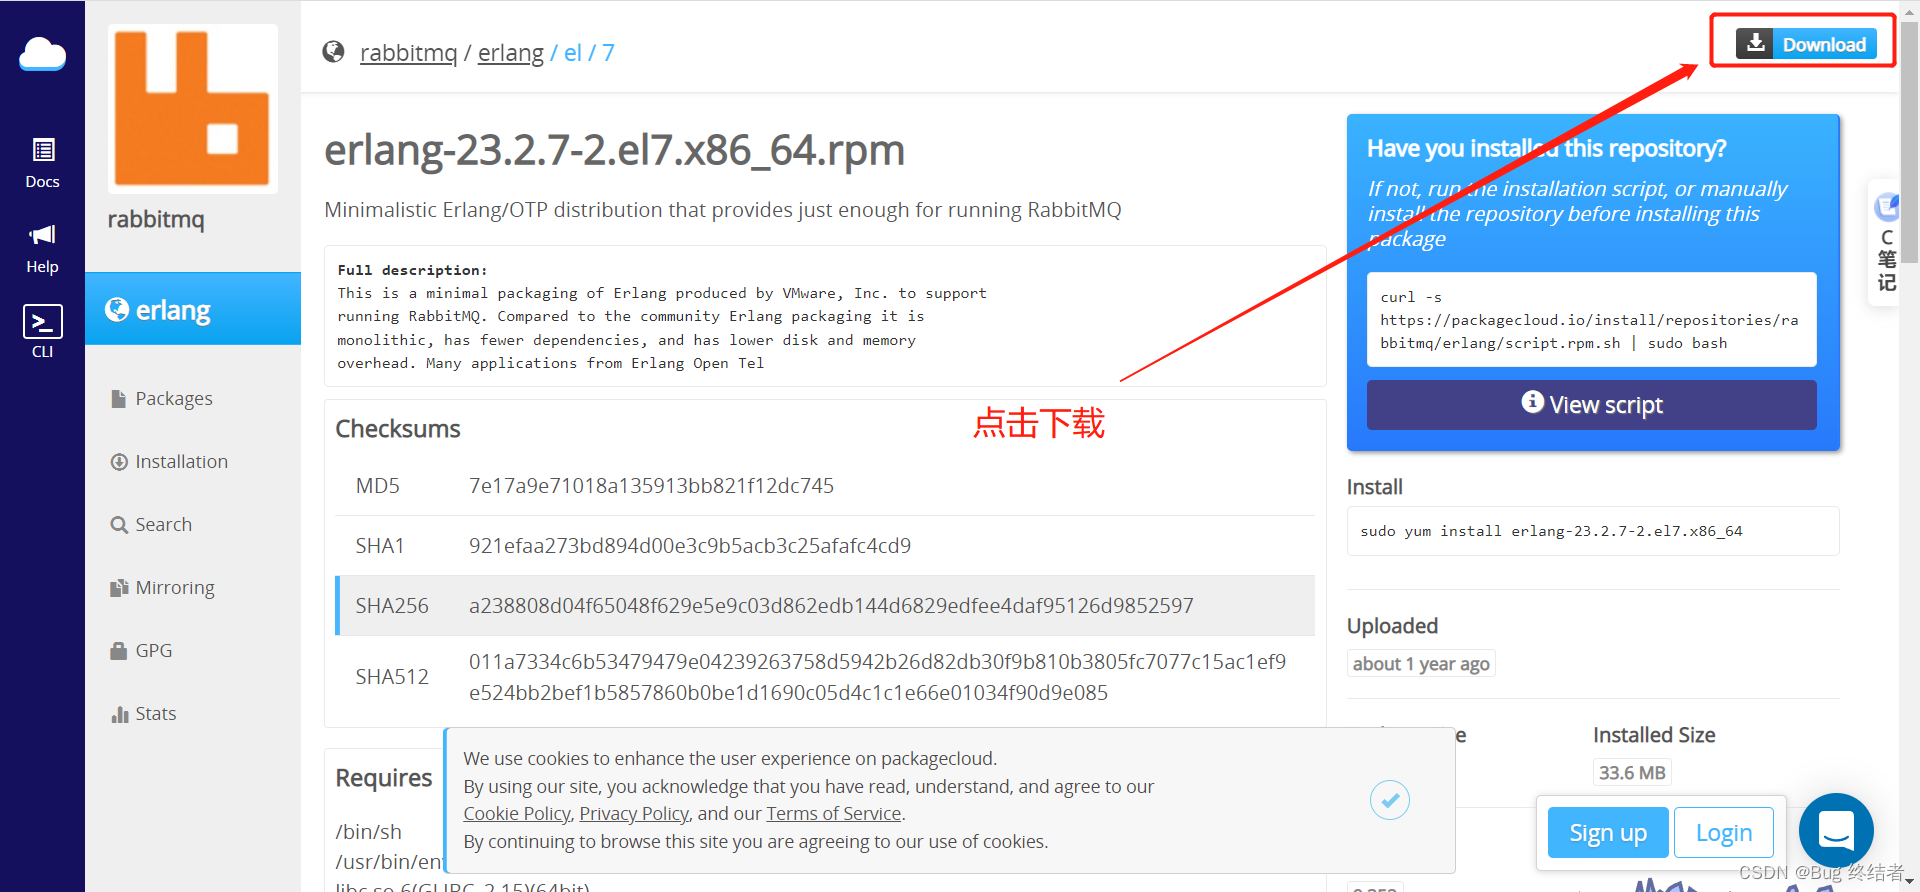 Docs
Help
CLI
rabbitmq
erlang
Packages
Installation
Search
Mirroring
GPG
Stats
rabbitmq / erlang / el / 7
Download
erlang-23.2.7-2.el7.x86_64.rpm
Minimalistic Erlang/OTP distribution that provides just enough for running RabbitMQ
Full description:
This is a minimal packaging of Erlang produced by VMware, Inc. to support
running RabbitMQ. Compared to the community Erlang packaging it is
monolithic, has fewer dependencies, and has lower disk and memory
overhead. Many applications from Erlang Open Tel
点击下载
Checksums
MD5 7e17a9e71018a135913bb821f12dc745
SHA1 921efaa273bd894d00e3c9b5acb3c25afafc4cd9
SHA256 a238808d04f65048f629e5e9c03d862edb144d6829edfee4daf95126d9852597
SHA512 011a7334c6b53479479e04239263758d5942b26d82db30f9b810b3805fc7077c15ac1ef9
e524bb2bef1b5857860b0be1d1690c05d4c1c1e66e01034f90d9e085
Requires
/bin/sh
/usr/bin/en
libc.so.6(GLIBC_2.15)(64bit)
We use cookies to enhance the user experience on packagecloud.
By using our site, you acknowledge that you have read, understand, and agree to our
Cookie Policy, Privacy Policy, and our Terms of Service.
By continuing to browse this site you are agreeing to our use of cookies.
Have you installed this repository?
If not, run the installation script, or manually
install the repository before installing this
package
curl -s
https://packagecloud.io/install/repositories/ra
bbitmq/erlang/script.rpm.sh | sudo bash
View script
Install
sudo yum install erlang-23.2.7-2.el7.x86_64
Uploaded
about 1 year ago
e
Installed Size
33.6 MB
Sign up
Login
C
笔
记
CSDN @Bug 终结者